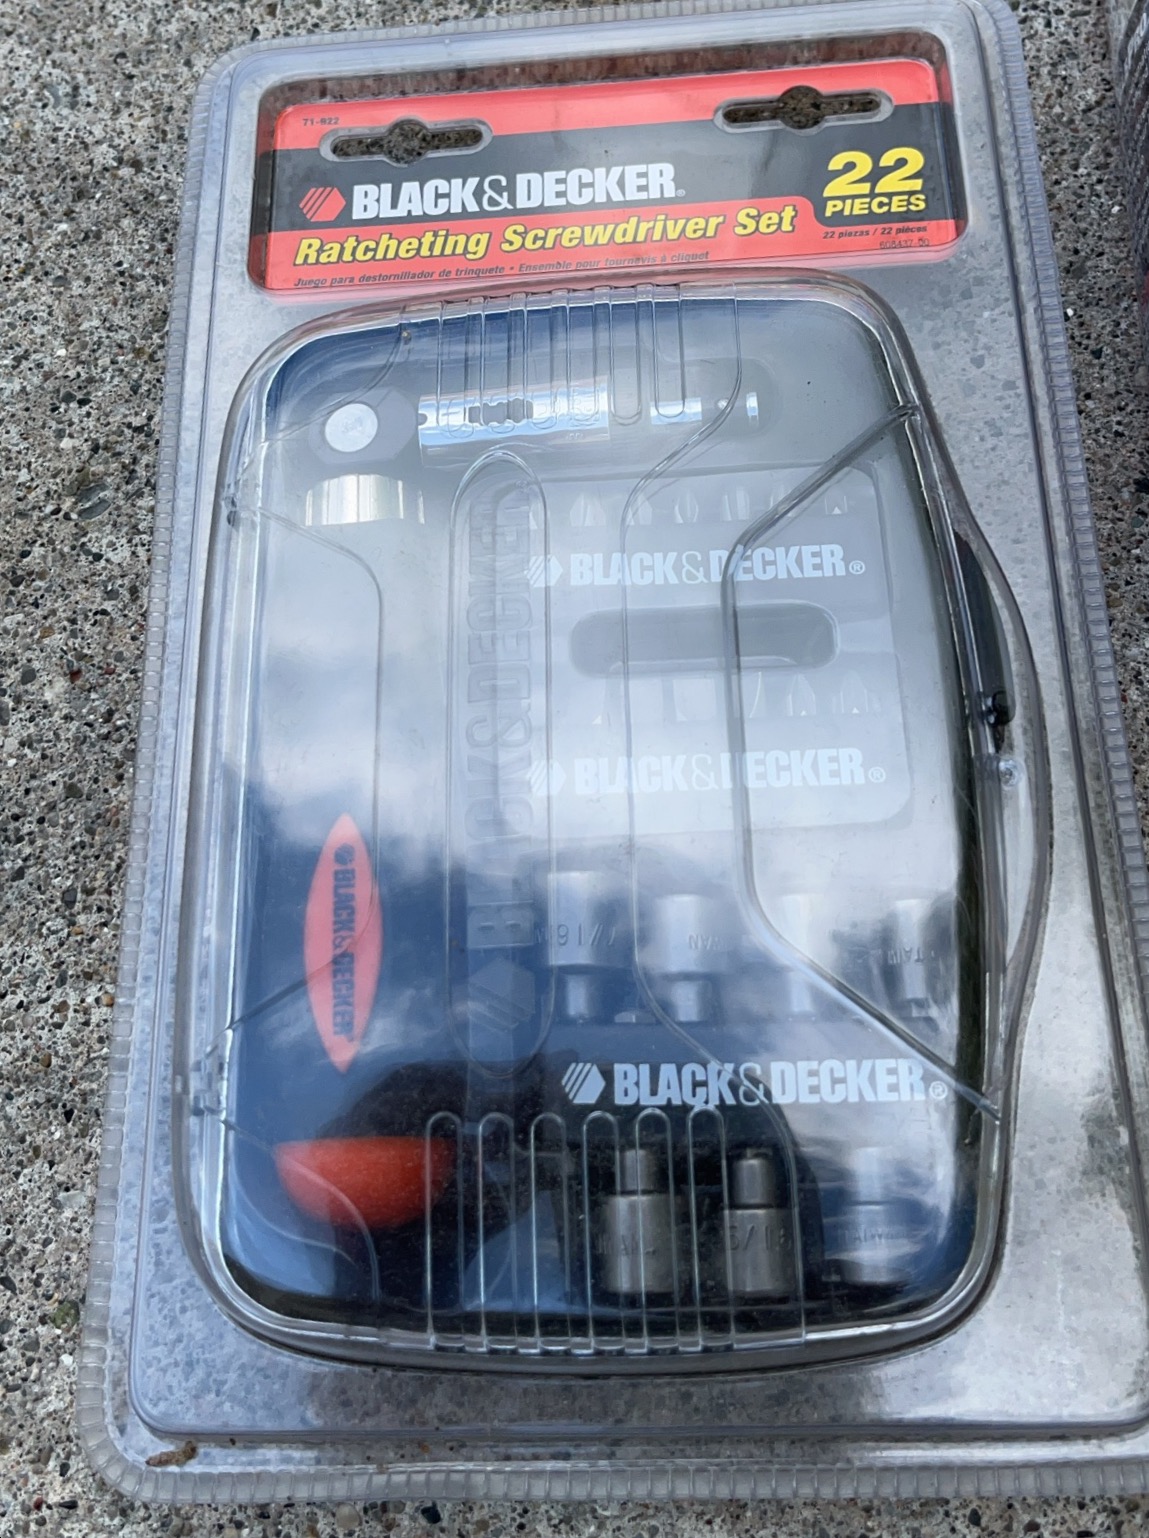 71-922
BLACK&DECKER®
22
PIECES
Ratcheting Screwdriver Set
22 piezas / 22 pièces
Juego para destornillador de trinquete • Ensemble pour tournevis à cliquet
BLACK&DECKER®
BLACK&DECKER
BLACK&DECKER®
BLACK&DECKER
BLACK&DECKER®